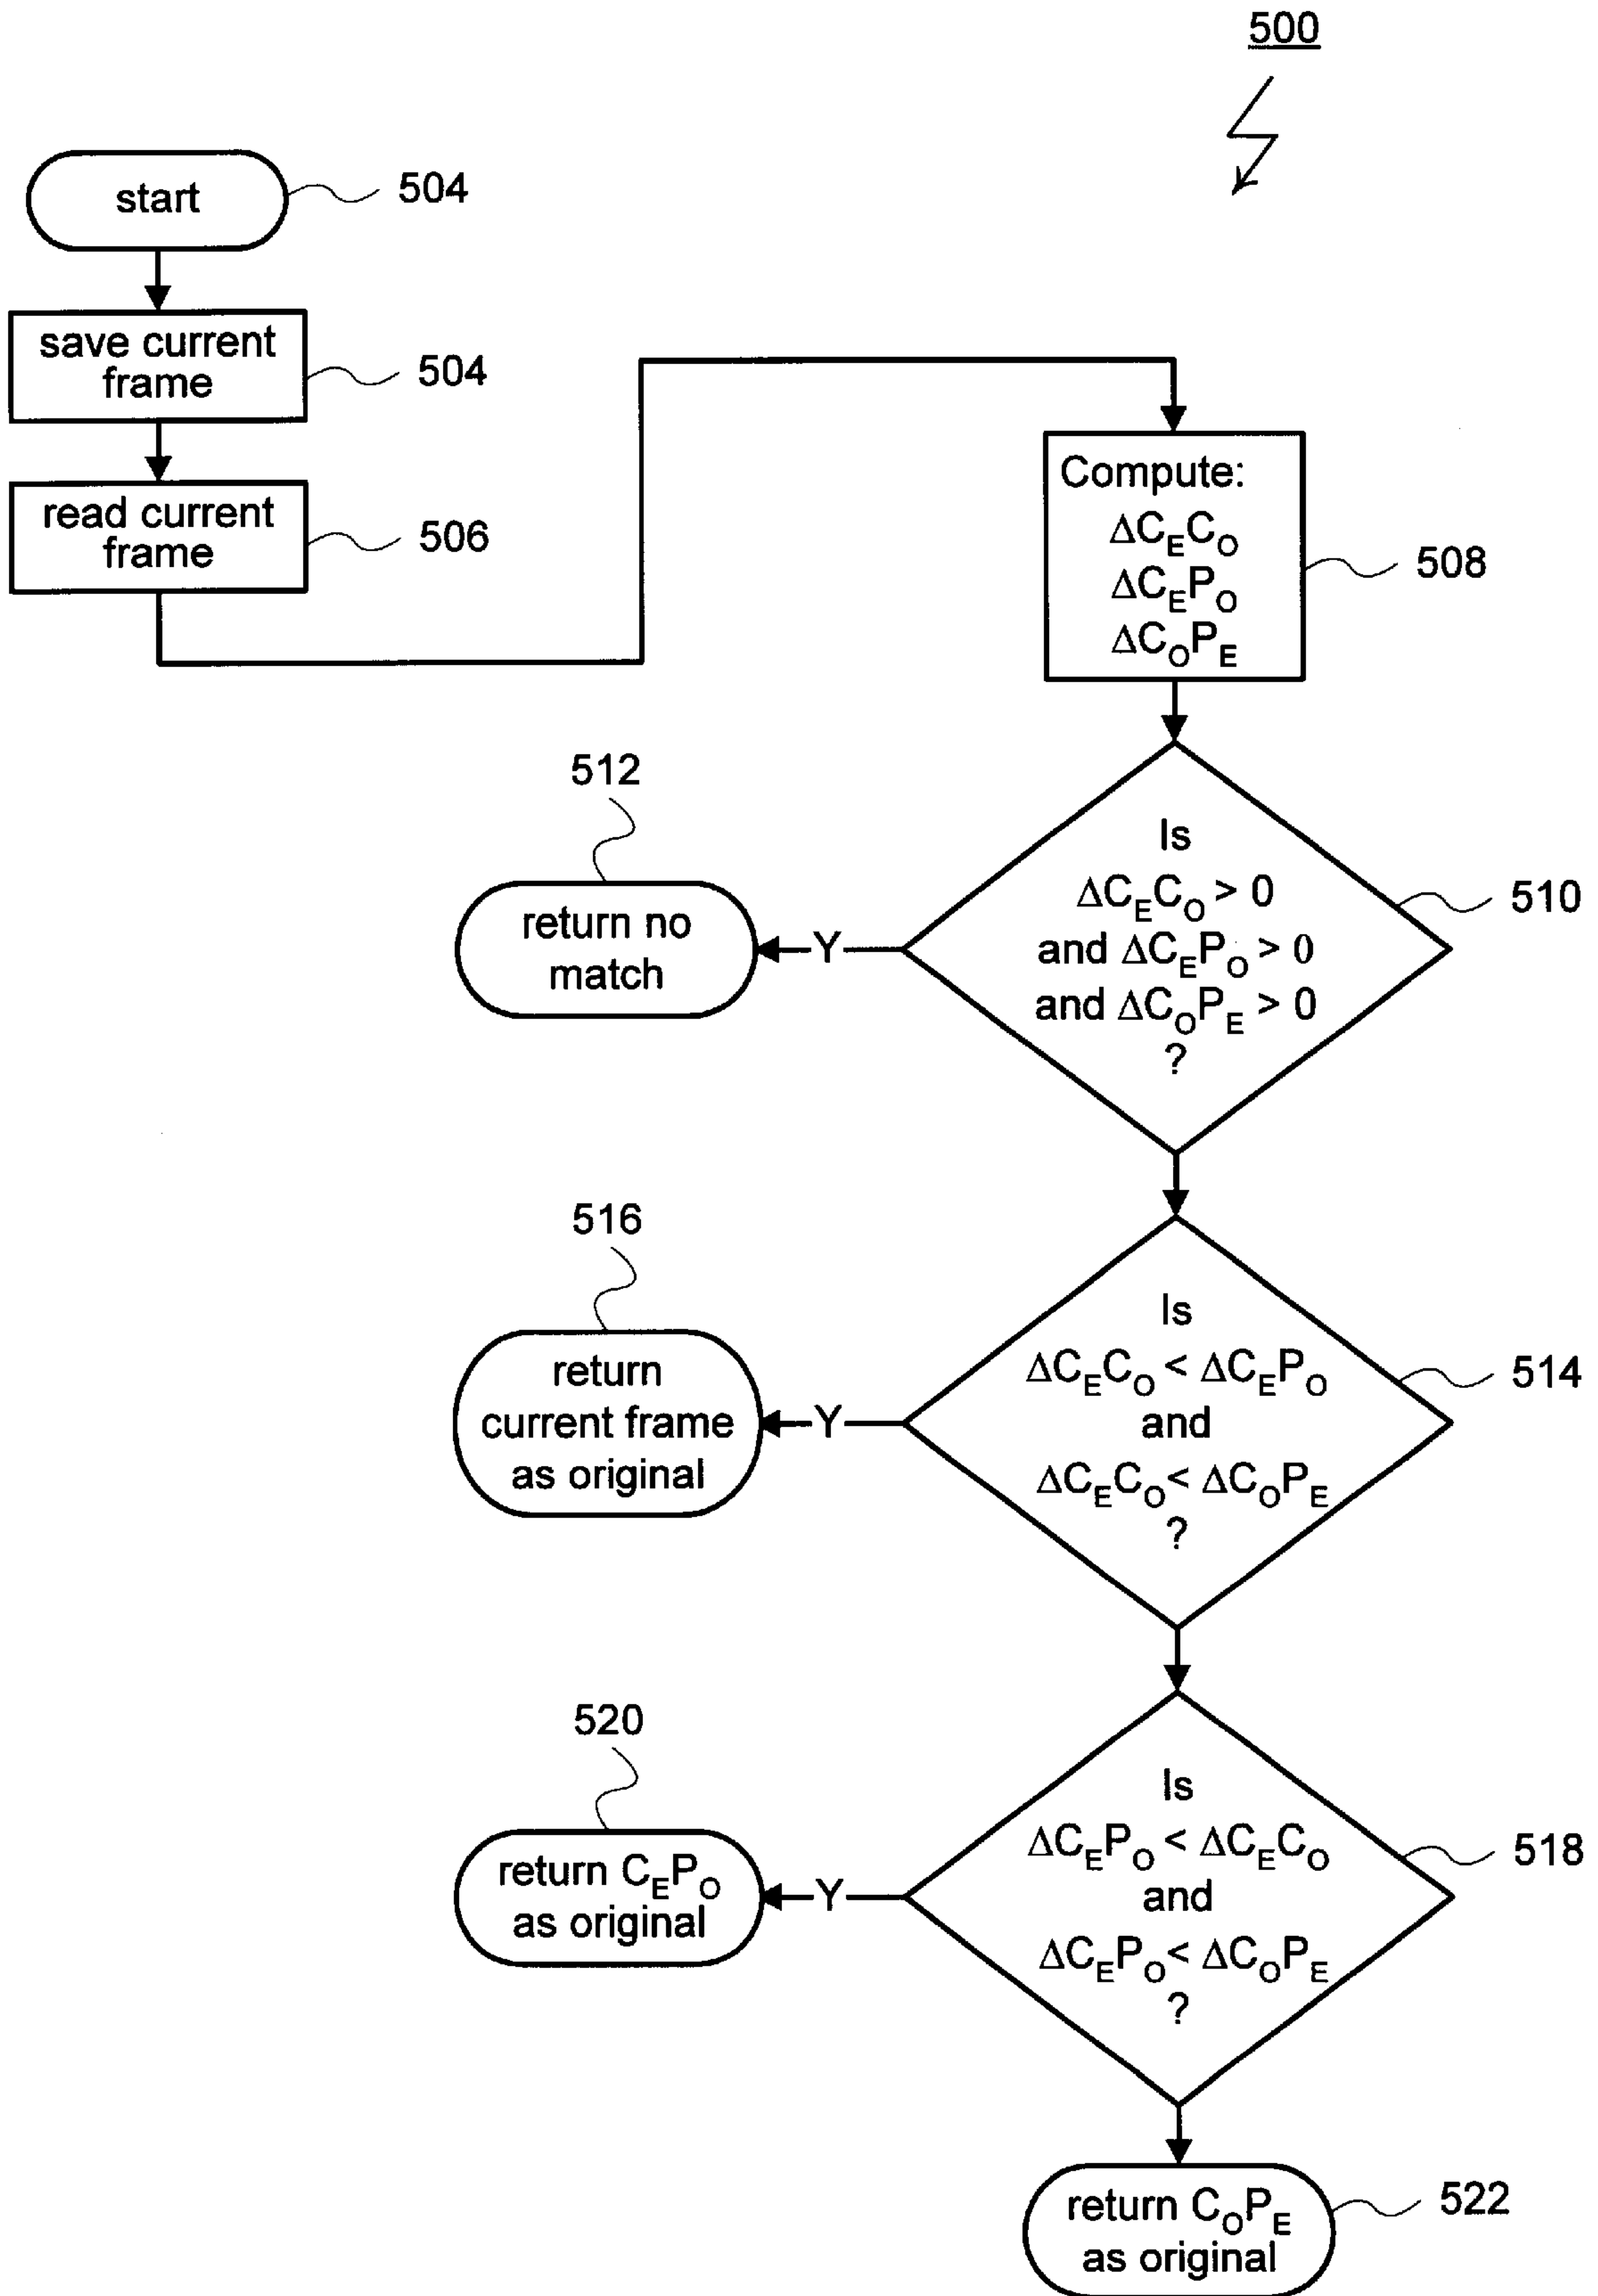 500
start
504
save current
frame
504
read current
frame
506
Compute:
ΔC_EC_O
ΔC_EP_O
ΔC_OP_E
508
Is
ΔC_EC_O > 0
and ΔC_EP_O > 0
and ΔC_OP_E > 0
?
510
Y
512
return no
match
Is
ΔC_EC_O < ΔC_EP_O
and
ΔC_EC_O < ΔC_OP_E
?
514
Y
516
return
current frame
as original
Is
ΔC_EP_O < ΔC_EC_O
and
ΔC_EP_O < ΔC_OP_E
?
518
Y
520
return C_EP_O
as original
return C_OP_E
as original
522